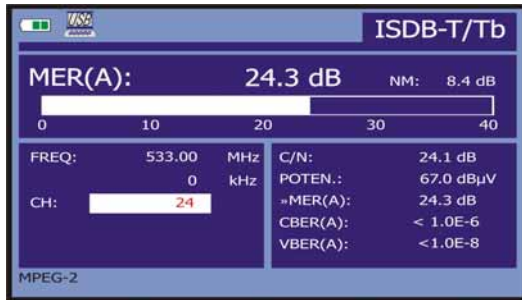 USB
ISDB-T/Tb
MER(A): 24.3 dB NM: 8.4 dB
0 10 20 30 40
FREQ: 533.00 MHz
0 kHz
CH: 24
C/N: 24.1 dB
POTEN.: 67.0 dBµV
»MER(A): 24.3 dB
CBER(A): < 1.0E-6
VBER(A): <1.0E-8
MPEG-2